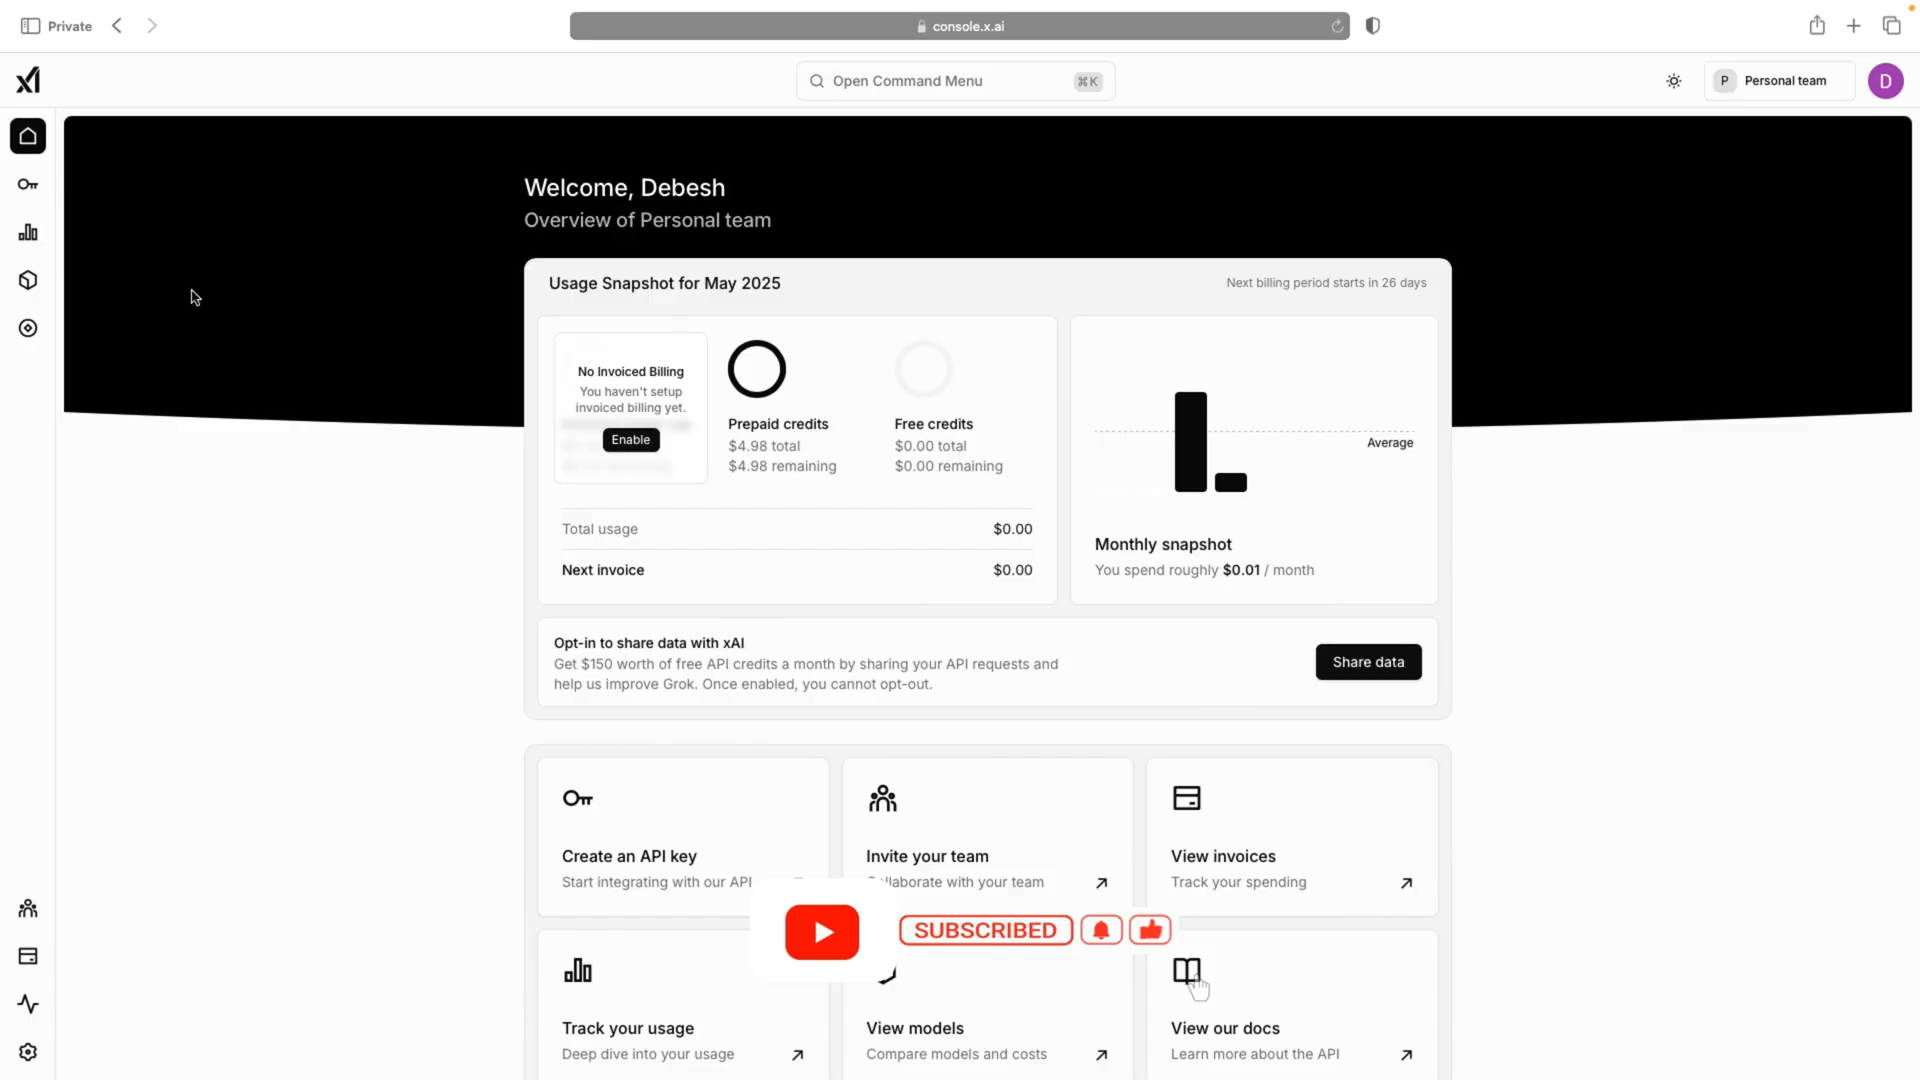 Private
console.x.ai
Open Command Menu
⌘K
P
Personal team
D
Welcome, Debesh
Overview of Personal team
Usage Snapshot for May 2025
Next billing period starts in 26 days
No Invoiced Billing
You haven't setup
invoiced billing yet.
Enable
Prepaid credits
$4.98 total
$4.98 remaining
Free credits
$0.00 total
$0.00 remaining
Total usage
$0.00
Next invoice
$0.00
Average
Monthly snapshot
You spend roughly $0.01 / month
Opt-in to share data with xAI
Get $150 worth of free API credits a month by sharing your API requests and
help us improve Grok. Once enabled, you cannot opt-out.
Share data
Create an API key
Start integrating with our API
Invite your team
Collaborate with your team
View invoices
Track your spending
SUBSCRIBED
Track your usage
Deep dive into your usage
View models
Compare models and costs
View our docs
Learn more about the API